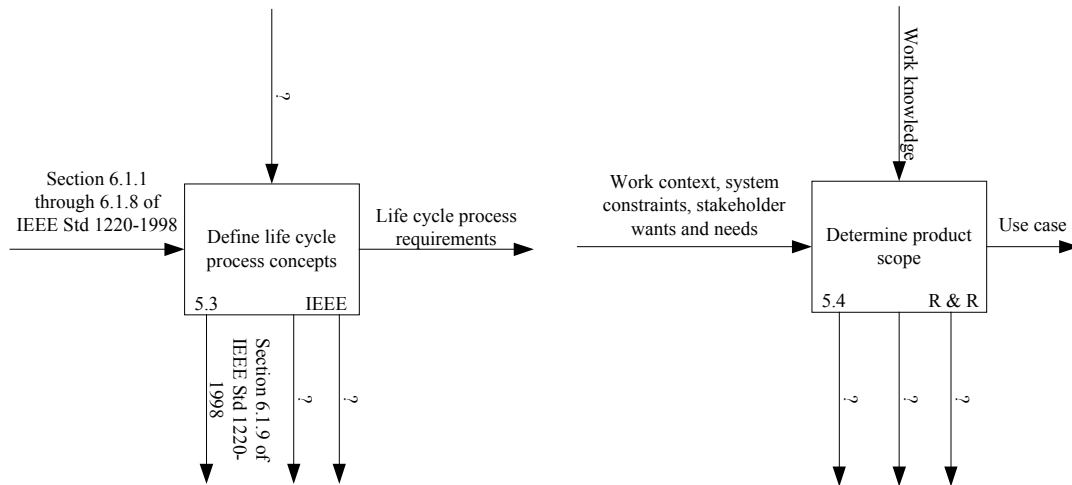 ?
Section 6.1.1
through 6.1.8 of
IEEE Std 1220-1998
Define life cycle
process concepts
5.3
IEEE
Life cycle process
requirements
Section 6.1.9 of
IEEE Std 1220-
1998
?
?
Work knowledge
Work context, system
constraints, stakeholder
wants and needs
Determine product
scope
5.4
R & R
Use case
?
?
?